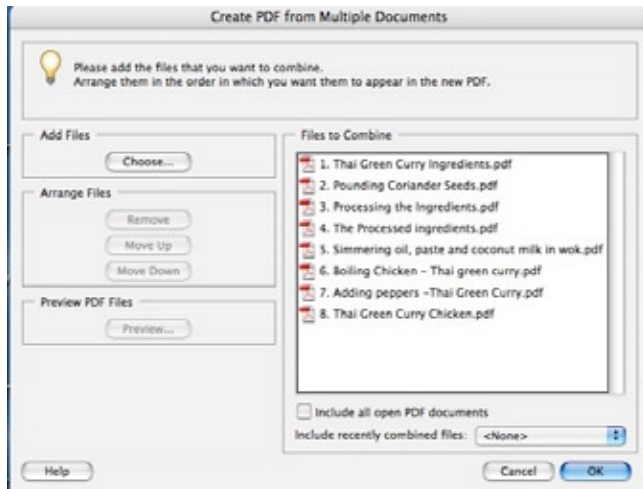 Create PDF from Multiple Documents
Please add the files that you want to combine.
Arrange them in the order in which you want them to appear in the new PDF.
Add Files
Choose...
Arrange Files
Remove
Move Up
Move Down
Preview PDF Files
Preview...
Files to Combine
1. Thai Green Curry Ingredients.pdf
2. Pounding Coriander Seeds.pdf
3. Processing the Ingredients.pdf
4. The Processed ingredients.pdf
5. Simmering oil, paste and coconut milk in wok.pdf
6. Boiling Chicken - Thai green curry.pdf
7. Adding peppers -Thai Green Curry.pdf
8. Thai Green Curry Chicken.pdf
Include all open PDF documents
Include recently combined files: <None>
Help
Cancel
OK